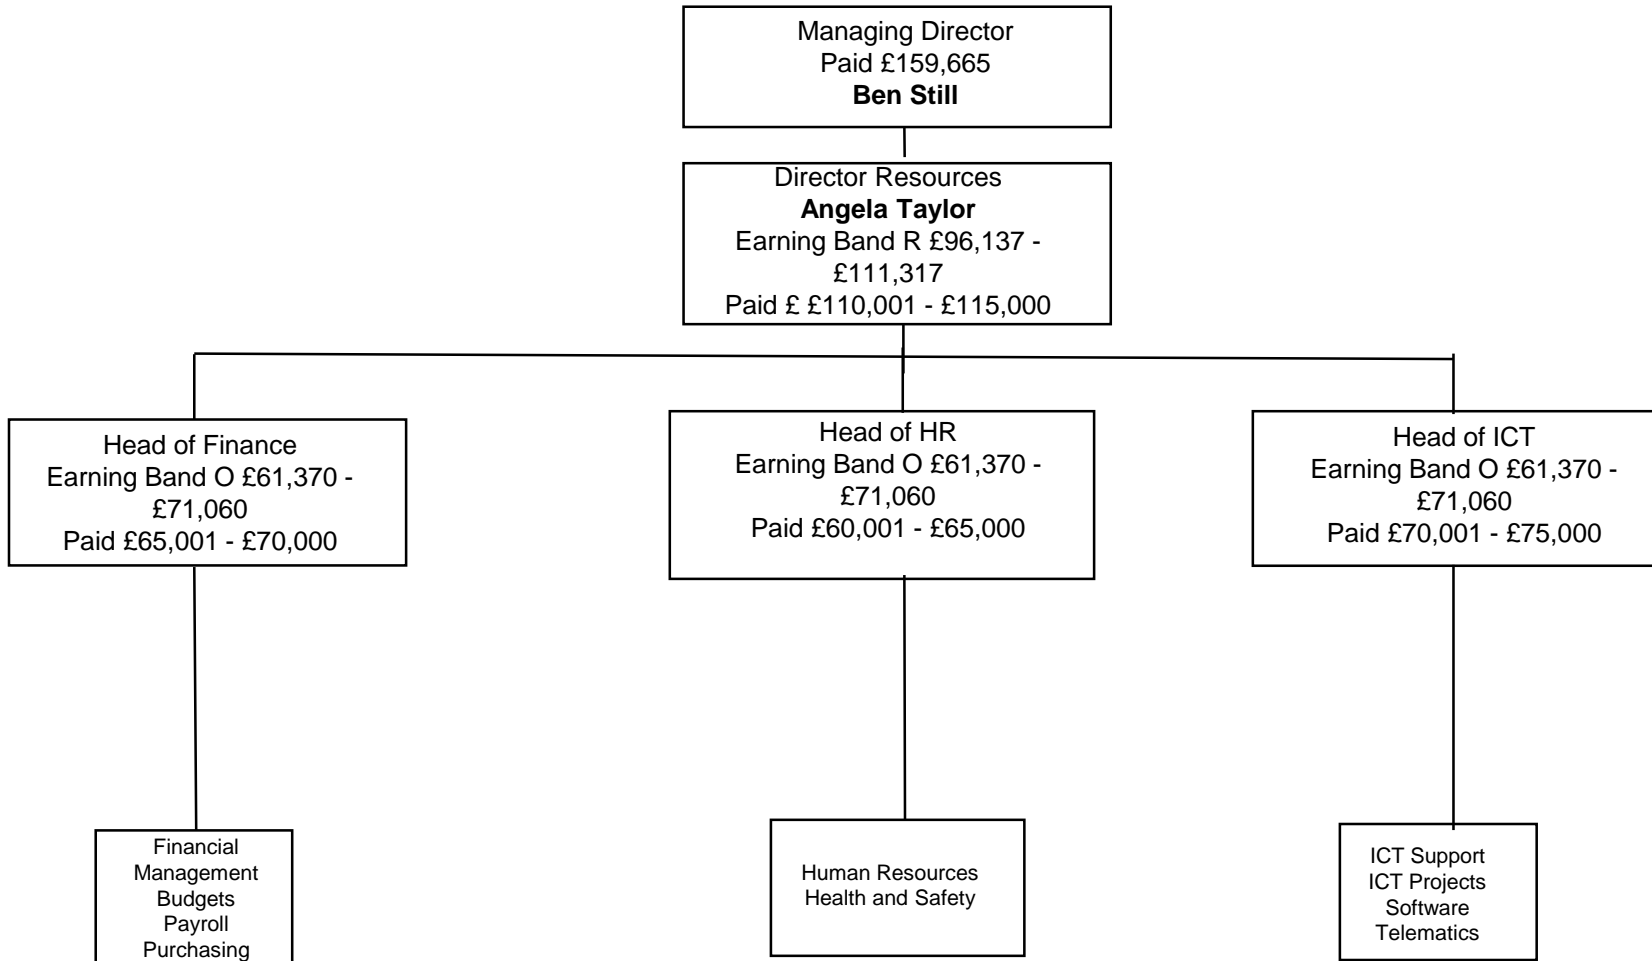 Managing Director
Paid £159,665
Ben Still
Director Resources
Angela Taylor
Earning Band R £96,137 -
£111,317
Paid £ £110,001 - £115,000
Head of Finance
Earning Band O £61,370 -
£71,060
Paid £65,001 - £70,000
Head of HR
Earning Band O £61,370 -
£71,060
Paid £60,001 - £65,000
Head of ICT
Earning Band O £61,370 -
£71,060
Paid £70,001 - £75,000
Financial
Management
Budgets
Payroll
Purchasing
Human Resources
Health and Safety
ICT Support
ICT Projects
Software
Telematics